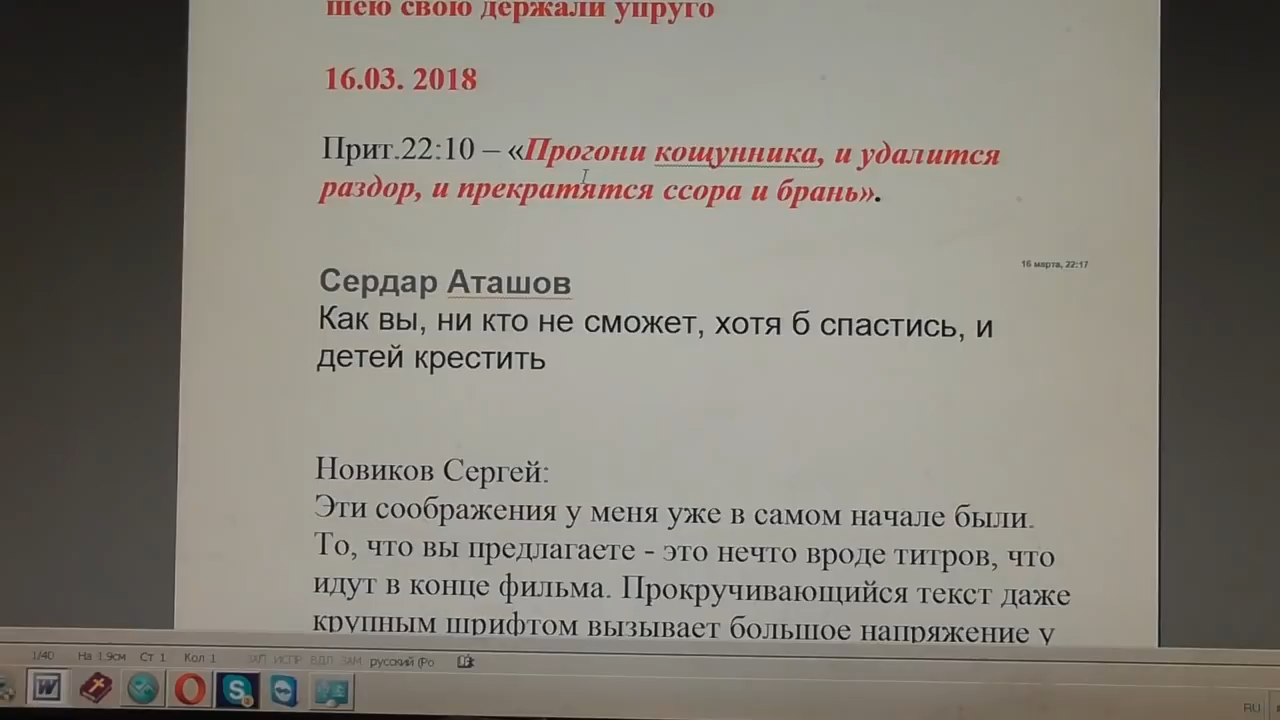 шею свою держали упруго
16.03. 2018
Прит.22:10 – «Прогони кощунника, и удалится
раздор, и прекратятся ссора и брань».
16 марта, 22:17
Сердар Аташов
Как вы, ни кто не сможет, хотя б спастись, и
детей крестить
Новиков Сергей:
Эти соображения у меня уже в самом начале были.
То, что вы предлагаете - это нечто вроде титров, что
идут в конце фильма. Прокручивающийся текст даже
крупным шрифтом вызывает большое напряжение у
1/40 На 1.9см Ст 1 Кол 1 ЗАП ИСПР ВДЛ ЗАМ русский (Ро
RU